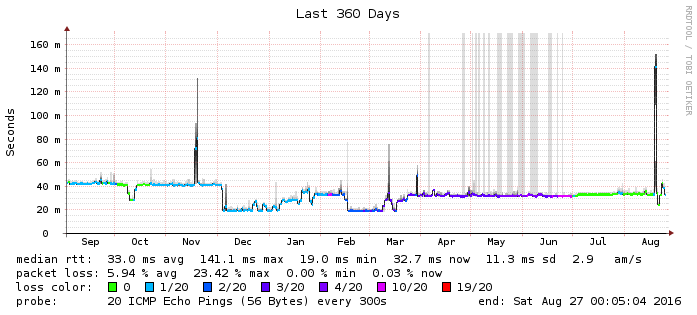 Last 360 Days
RRDTOOL / TOBI OETIKER
Seconds
160 m
140 m
120 m
100 m
80 m
60 m
40 m
20 m
0
Sep Oct Nov Dec Jan Feb Mar Apr May Jun Jul Aug
median rtt: 33.0 ms avg 141.1 ms max 19.0 ms min 32.7 ms now 11.3 ms sd 2.9 am/s
packet loss: 5.94 % avg 23.42 % max 0.00 % min 0.03 % now
loss color: 0 1/20 2/20 3/20 4/20 10/20 19/20
probe: 20 ICMP Echo Pings (56 Bytes) every 300s end: Sat Aug 27 00:05:04 2016